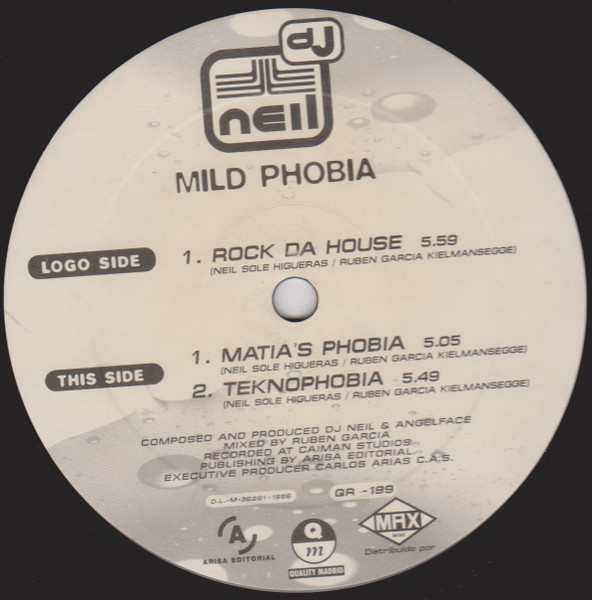 dj
neil
MILD PHOBIA
LOGO SIDE
1. ROCK DA HOUSE 5.59
(NEIL SOLE HIGUERAS / RUBEN GARCIA KIELMANSEGGE)
THIS SIDE
1. MATIA'S PHOBIA 5.05
(NEIL SOLE HIGUERAS / RUBEN GARCIA KIELMANSEGGE)
2. TEKNOPHOBIA 5.49
(NEIL SOLE HIGUERAS / RUBEN GARCIA KIELMANSEGGE)
COMPOSED AND PRODUCED DJ NEIL & ANGELFACE
MIXED BY RUBEN GARCIA
RECORDED AT CAIMAN STUDIOS.
PUBLISHING BY ARISA EDITORIAL.
EXECUTIVE PRODUCER CARLOS ARIAS C.A.S.
D.L.-M-36261-1996
QR -199
A
ARISA EDITORIAL
Q
m
QUALITY MADRID
MAX
MUSIC
Distribuido por